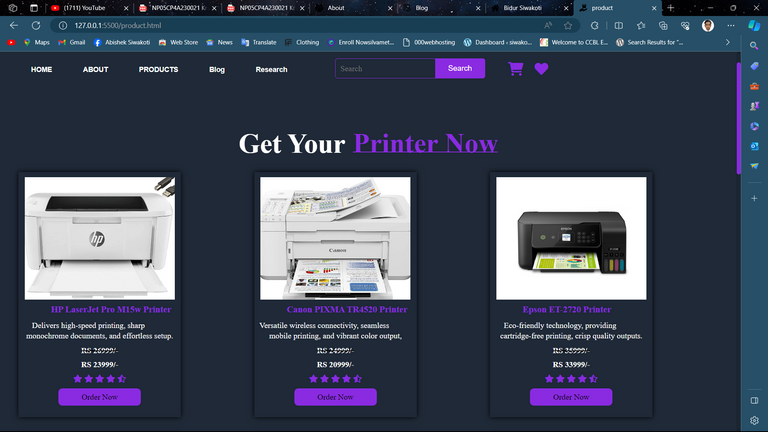 (1711) YouTube
NP05CP4A230021
NP05CP4A230021
About
Blog
Bidur Siwakoti
product
127.0.0.1:5500/product.html
Maps
Gmail
Abishek Siwakoti
Web Store
News
Translate
Clothing
Enroll Nowsilvamet...
000webhosting
Dashboard ‹ siwako...
Welcome to CCBL E...
Search Results for "...
HOME
ABOUT
PRODUCTS
Blog
Research
Search
Search
Get Your Printer Now
hp
Canon
EPSON
HP LaserJet Pro M15w Printer
Delivers high-speed printing, sharp
monochrome documents, and effortless setup.
RS 26999/-
RS 23999/-
Order Now
Canon PIXMA TR4520 Printer
Versatile wireless connectivity, seamless
mobile printing, and vibrant color output,
RS 24999/-
RS 20999/-
Order Now
Epson ET-2720 Printer
Eco-friendly technology, providing
cartridge-free printing, crisp quality outputs.
RS 35999/-
RS 33999/-
Order Now